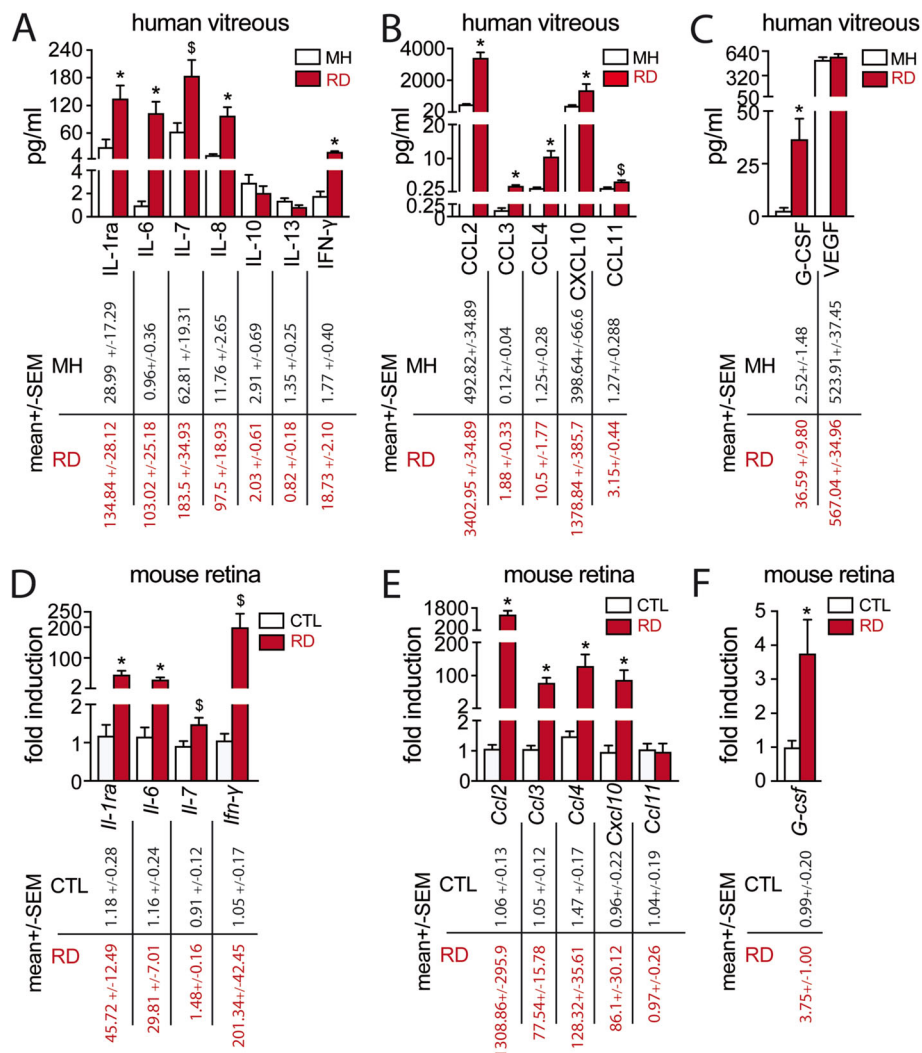 A human vitreous
pg/ml
240
180
120
60
4
4
2
0
* * $ * *
MH
RD
IL-1ra IL-6 IL-7 IL-8 IL-10 IL-13 IFN-γ
mean+/-SEM
MH 28.99 +/-17.29 0.96+/-0.36 62.81 +/-19.31 11.76 +/-2.65 2.91 +/-0.69 1.35 +/-0.25 1.77 +/-0.40
RD 134.84 +/-28.12 103.02 +/-25.18 183.5 +/-34.93 97.5 +/-18.93 2.03 +/-0.61 0.82 +/-0.18 18.73 +/-2.10
B human vitreous
pg/ml
4000
2000
20
20
10
0.25
0.25
0.00
* * * * $
MH
RD
CCL2 CCL3 CCL4 CXCL10 CCL11
mean+/-SEM
MH 492.82+/-34.89 0.12+/-0.04 1.25+/-0.28 398.64+/-66.6 1.27+/-0.288
RD 3402.95 +/-34.89 1.88 +/-0.33 10.5 +/-1.77 1378.84 +/-385.7 3.15+/-0.44
C human vitreous
pg/ml
640
320
50
50
25
0
*
MH
RD
G-CSF VEGF
mean+/-SEM
MH 2.52+/-1.48 523.91+/-37.45
RD 36.59 +/-9.80 567.04 +/-34.96
D mouse retina
fold induction
250
200
100
2
2
1
0
* * $ $
CTL
RD
Il-1ra Il-6 Il-7 Ifn-γ
mean+/-SEM
CTL 1.18 +/-0.28 1.16 +/-0.24 0.91 +/-0.12 1.05 +/-0.17
RD 45.72 +/-12.49 29.81 +/-7.01 1.48+/-0.16 201.34+/-42.45
E mouse retina
fold induction
1800
200
200
100
2
2
1
0
* * * *
CTL
RD
Ccl2 Ccl3 Ccl4 Cxcl10 Ccl11
mean+/-SEM
CTL 1.06 +/-0.13 1.05 +/-0.12 1.47 +/-0.17 0.96+/-0.22 1.04+/-0.19
RD 1308.86+/-295.9 77.54+/-15.78 128.32+/-35.61 86.1+/-30.12 0.97+/-0.26
F mouse retina
5
4
3
2
1
0
*
CTL
RD
G-csf
mean+/-SEM
CTL 0.99+/-0.20
RD 3.75+/-1.00